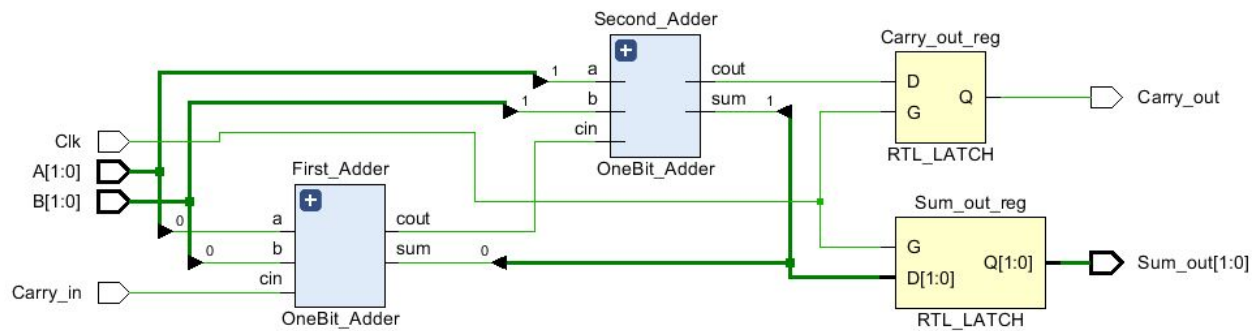 Second_Adder
Carry_out_reg
1 a cout D
Q Carry_out
1 b sum 1 G
cin
Clk
RTL_LATCH
A[1:0] First_Adder OneBit_Adder
B[1:0] Sum_out_reg
0 a cout
G
0 b sum 0 Q[1:0] Sum_out[1:0]
D[1:0]
cin
Carry_in
OneBit_Adder RTL_LATCH